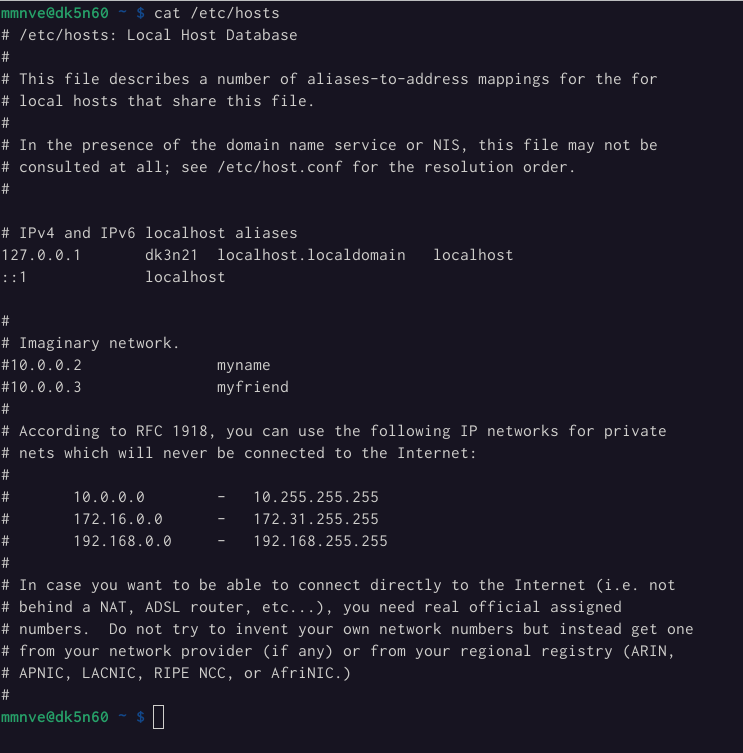 mmnve@dk5n60 ~ $ cat /etc/hosts
# /etc/hosts: Local Host Database
#
# This file describes a number of aliases-to-address mappings for the for
# local hosts that share this file.
#
# In the presence of the domain name service or NIS, this file may not be
# consulted at all; see /etc/host.conf for the resolution order.
#

# IPv4 and IPv6 localhost aliases
127.0.0.1       dk3n21  localhost.localdomain   localhost
::1             localhost

#
# Imaginary network.
#10.0.0.2               myname
#10.0.0.3               myfriend
#
# According to RFC 1918, you can use the following IP networks for private
# nets which will never be connected to the Internet:
#
#       10.0.0.0        -   10.255.255.255
#       172.16.0.0      -   172.31.255.255
#       192.168.0.0     -   192.168.255.255
#
# In case you want to be able to connect directly to the Internet (i.e. not
# behind a NAT, ADSL router, etc...), you need real official assigned
# numbers.  Do not try to invent your own network numbers but instead get one
# from your network provider (if any) or from your regional registry (ARIN,
# APNIC, LACNIC, RIPE NCC, or AfriNIC.)
#
mmnve@dk5n60 ~ $